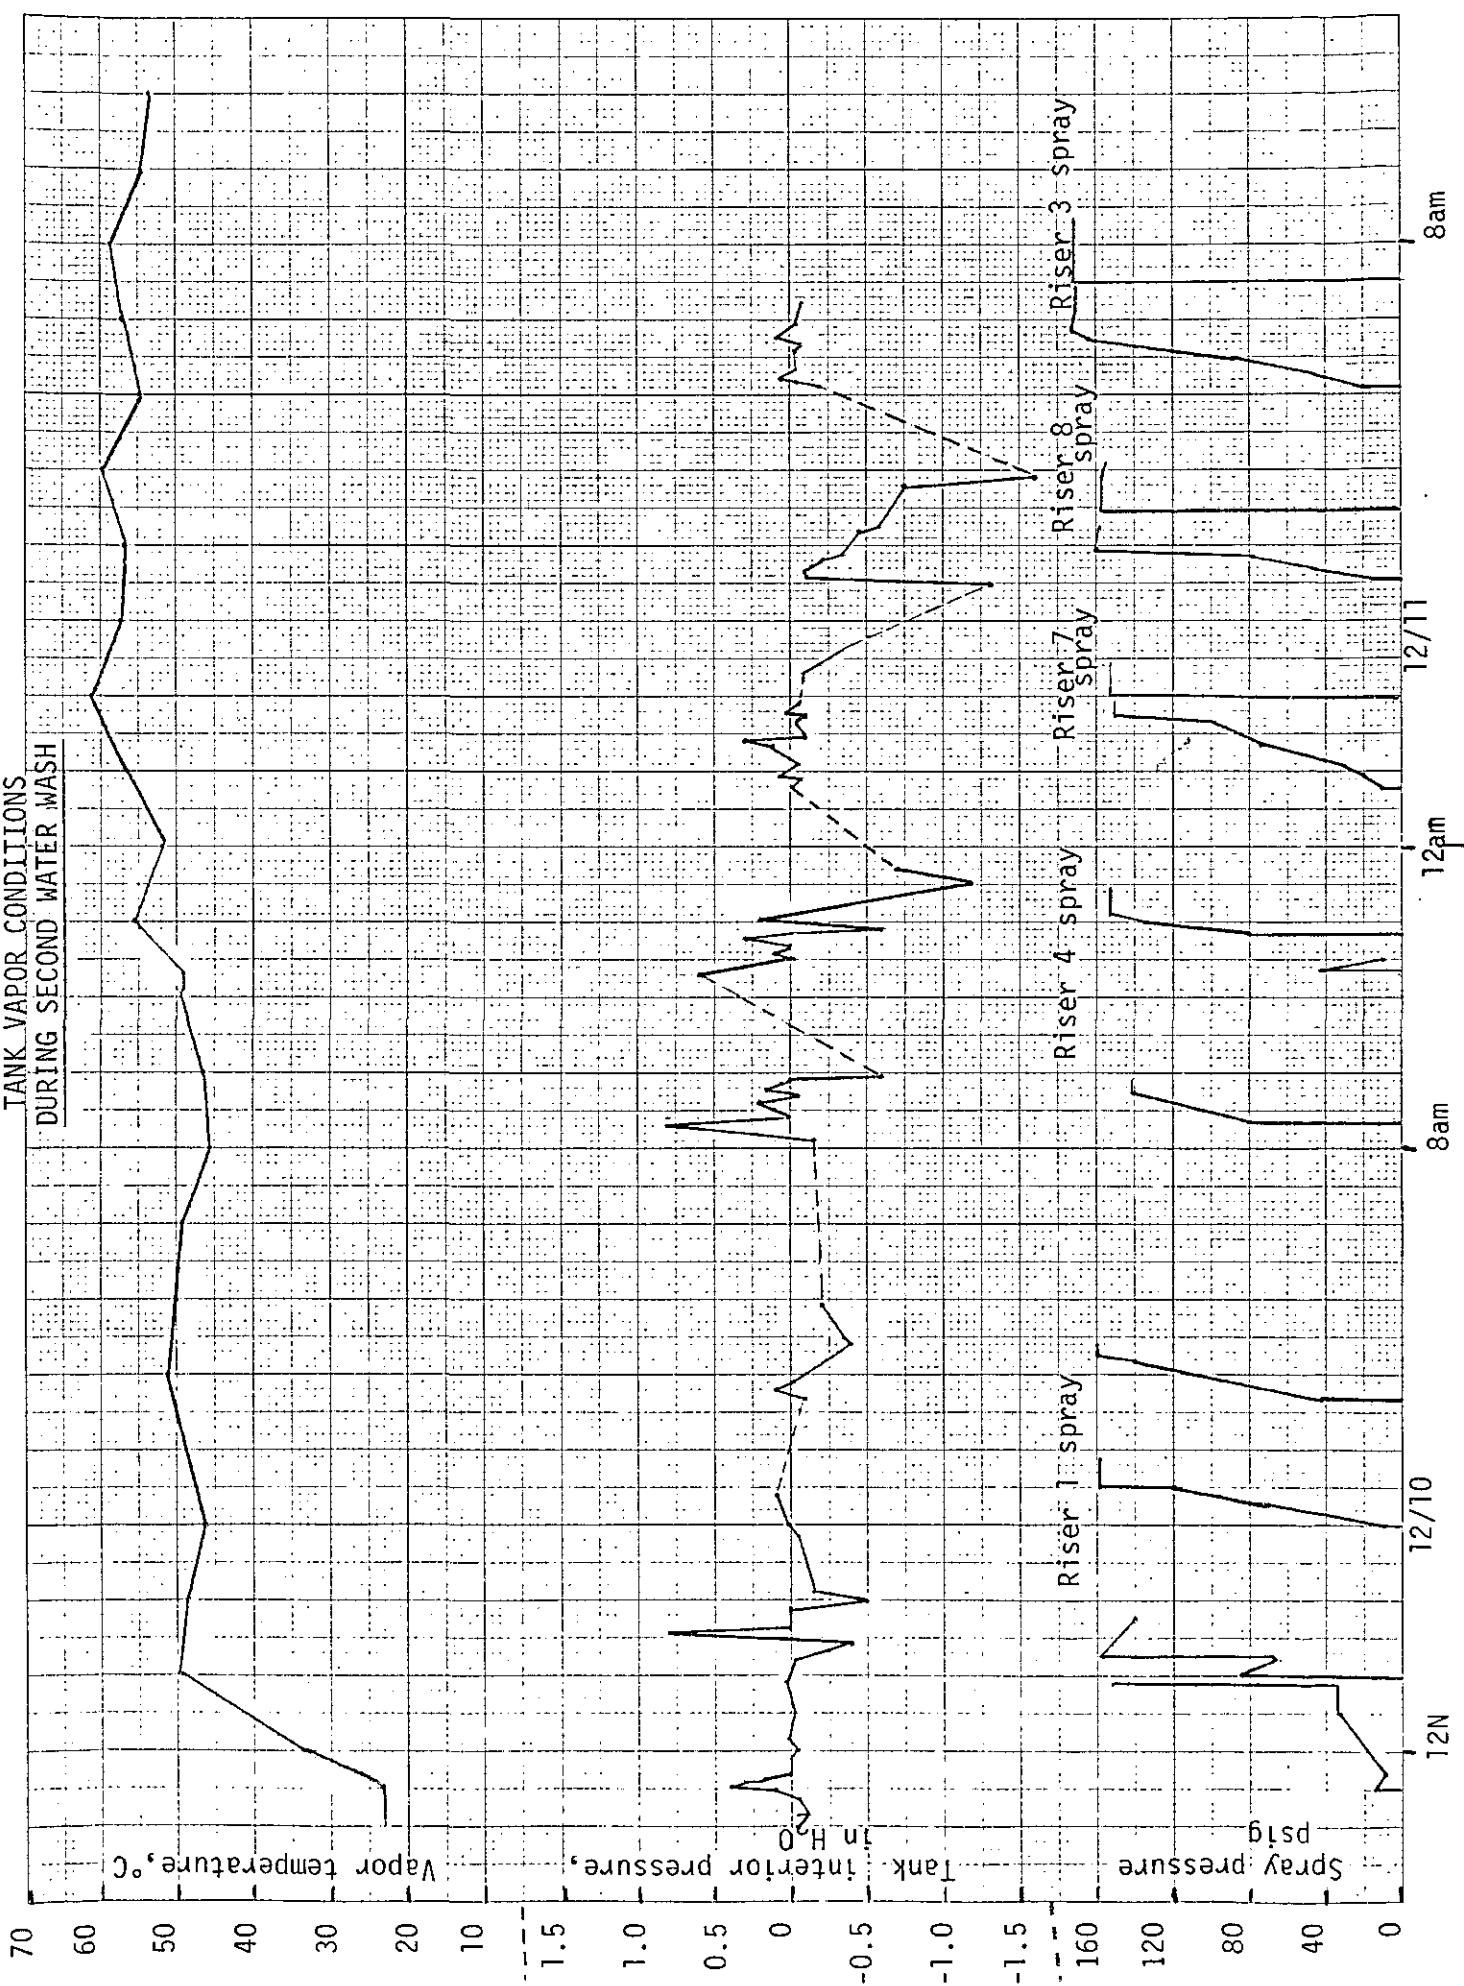 TANK VAPOR CONDITIONS
DURING SECOND WATER WASH
70
60
50
40
30
20
10
Vapor temperature,°C
1.5
1.0
0.5
0
-0.5
-1.0
-1.5
Tank interior pressure,
in H2O
160
120
80
40
0
Spray pressure
psig
Riser 1 spray
Riser 4 spray
Riser 7
spray
Riser 8
spray
Riser 3 spray
12N
12/10
8am
12am
12/11
8am